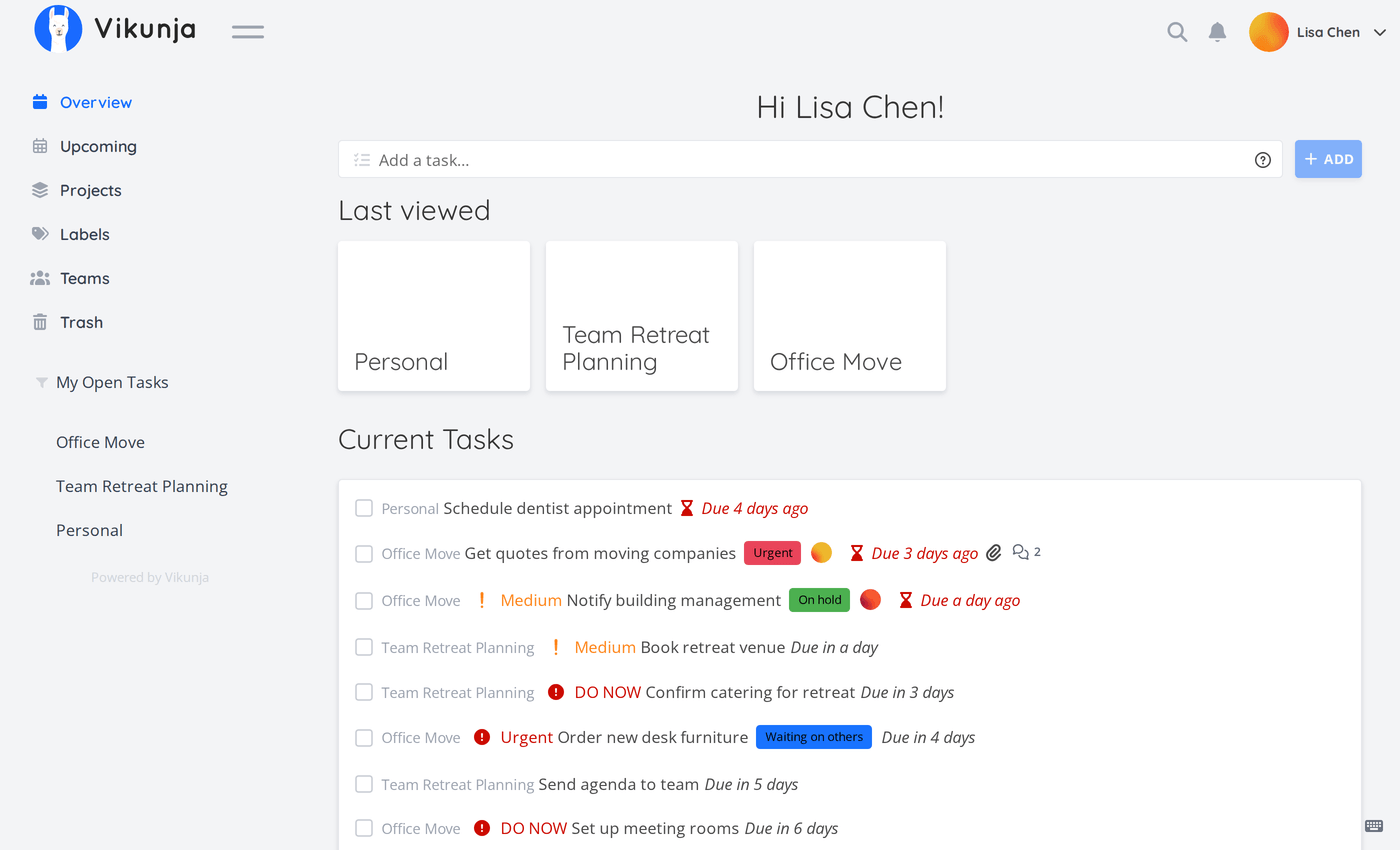 Vikunja
Lisa Chen
Overview
Upcoming
Projects
Labels
Teams
Trash
My Open Tasks
Office Move
Team Retreat Planning
Personal
Powered by Vikunja
Hi Lisa Chen!
Add a task...
+ ADD
Last viewed
Personal
Team Retreat
Planning
Office Move
Current Tasks
Personal Schedule dentist appointment Due 4 days ago
Office Move Get quotes from moving companies Urgent Due 3 days ago 2
Office Move ! Medium Notify building management On hold Due a day ago
Team Retreat Planning ! Medium Book retreat venue Due in a day
Team Retreat Planning ! DO NOW Confirm catering for retreat Due in 3 days
Office Move ! Urgent Order new desk furniture Waiting on others Due in 4 days
Team Retreat Planning Send agenda to team Due in 5 days
Office Move ! DO NOW Set up meeting rooms Due in 6 days